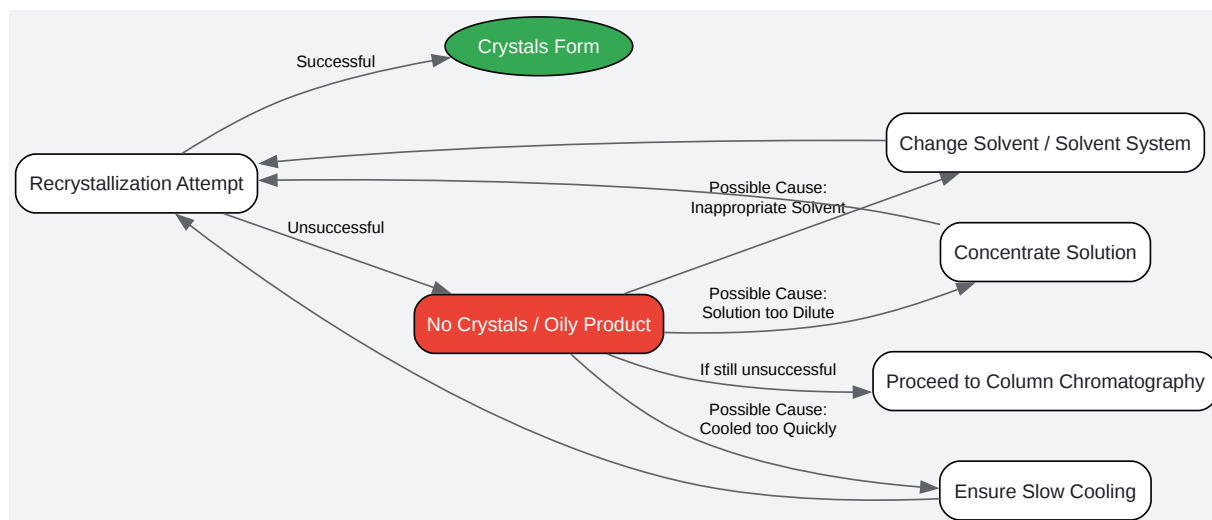 Crystals Form
Successful
Change Solvent / Solvent System
Recrystallization Attempt
Possible Cause:
Inappropriate Solvent
Unsuccessful
Concentrate Solution
Possible Cause:
Solution too Dilute
No Crystals / Oily Product
If still unsuccessful
Proceed to Column Chromatography
Possible Cause:
Cooled too Quickly
Ensure Slow Cooling